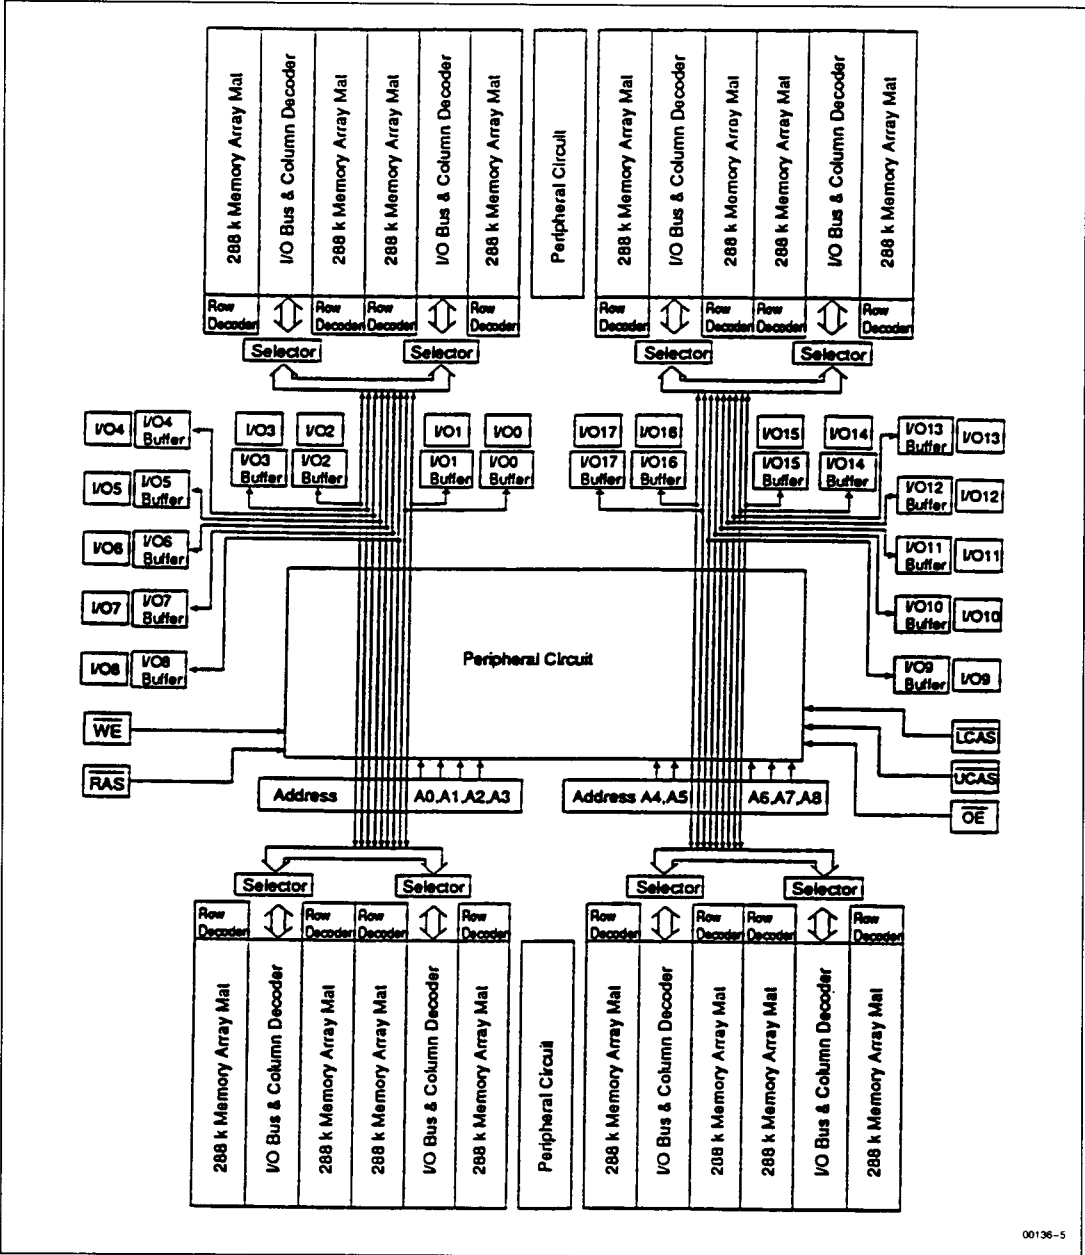 288 k Memory Array Mat
I/O Bus & Column Decoder
288 k Memory Array Mat
288 k Memory Array Mat
I/O Bus & Column Decoder
288 k Memory Array Mat
Peripheral Circuit
288 k Memory Array Mat
I/O Bus & Column Decoder
288 k Memory Array Mat
288 k Memory Array Mat
I/O Bus & Column Decoder
288 k Memory Array Mat
Row Decoder
Row Decoder
Row Decoder
Row Decoder
Row Decoder
Row Decoder
Row Decoder
Row Decoder
Selector
Selector
Selector
Selector
I/O4
I/O4 Buffer
I/O3
I/O2
I/O1
I/O0
I/O17
I/O16
I/O15
I/O14
I/O13 Buffer
I/O13
I/O3 Buffer
I/O2 Buffer
I/O1 Buffer
I/O0 Buffer
I/O17 Buffer
I/O16 Buffer
I/O15 Buffer
I/O14 Buffer
I/O5
I/O5 Buffer
I/O12 Buffer
I/O12
I/O6
I/O6 Buffer
I/O11 Buffer
I/O11
I/O7
I/O7 Buffer
I/O10 Buffer
I/O10
Peripheral Circuit
I/O8
I/O8 Buffer
I/O9 Buffer
I/O9
WE
LCAS
RAS
UCAS
Address A0,A1,A2,A3
Address A4,A5 A6,A7,A8
OE
Selector
Selector
Selector
Selector
Row Decoder
Row Decoder
Row Decoder
Row Decoder
Row Decoder
Row Decoder
Row Decoder
Row Decoder
288 k Memory Array Mat
I/O Bus & Column Decoder
288 k Memory Array Mat
288 k Memory Array Mat
I/O Bus & Column Decoder
288 k Memory Array Mat
Peripheral Circuit
288 k Memory Array Mat
I/O Bus & Column Decoder
288 k Memory Array Mat
288 k Memory Array Mat
I/O Bus & Column Decoder
288 k Memory Array Mat
00136-5